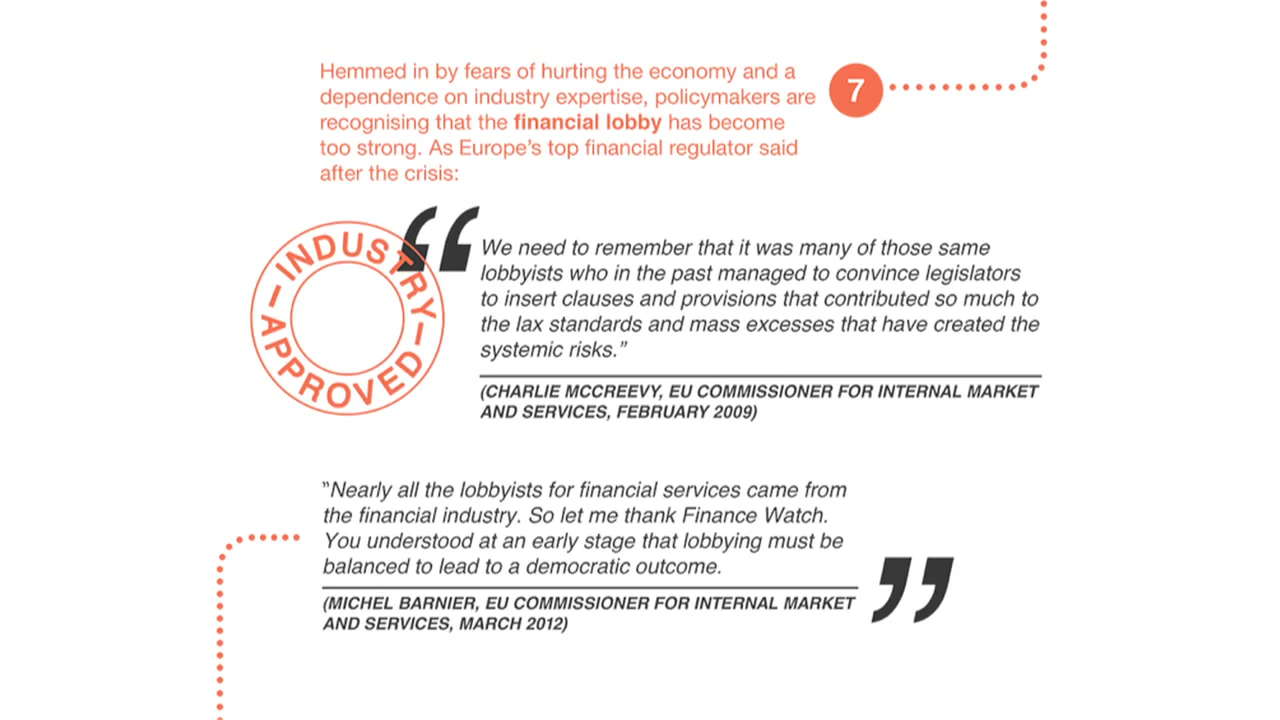 Hemmed in by fears of hurting the economy and a
dependence on industry expertise, policymakers are
recognising that the financial lobby has become
too strong. As Europe's top financial regulator said
after the crisis:
7
— INDUSTRY —
APPROVED
“
We need to remember that it was many of those same
lobbyists who in the past managed to convince legislators
to insert clauses and provisions that contributed so much to
the lax standards and mass excesses that have created the
systemic risks.”
(CHARLIE MCCREEVY, EU COMMISSIONER FOR INTERNAL MARKET
AND SERVICES, FEBRUARY 2009)
"Nearly all the lobbyists for financial services came from
the financial industry. So let me thank Finance Watch.
You understood at an early stage that lobbying must be
balanced to lead to a democratic outcome.
”
(MICHEL BARNIER, EU COMMISSIONER FOR INTERNAL MARKET
AND SERVICES, MARCH 2012)